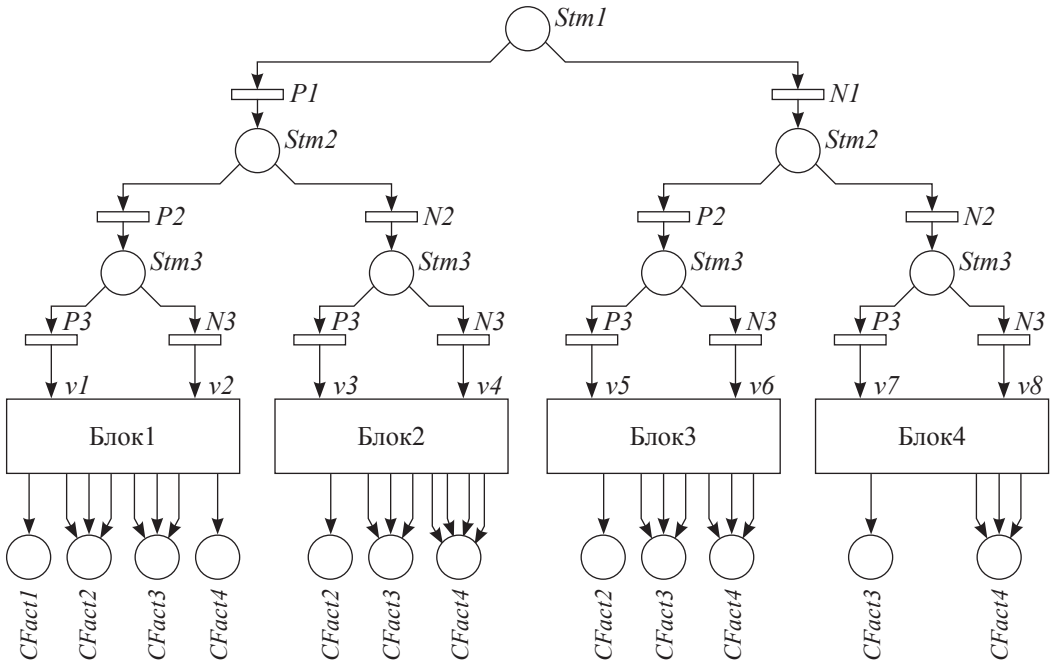 Stm1
P1 N1
Stm2 Stm2
P2 N2 P2 N2
Stm3 Stm3 Stm3 Stm3
P3 N3 P3 N3 P3 N3 P3 N3
v1 v2 v3 v4 v5 v6 v7 v8
Блок1 Блок2 Блок3 Блок4
CFact1 CFact2 CFact3 CFact4 CFact2 CFact3 CFact4 CFact2 CFact3 CFact4 CFact3 CFact4